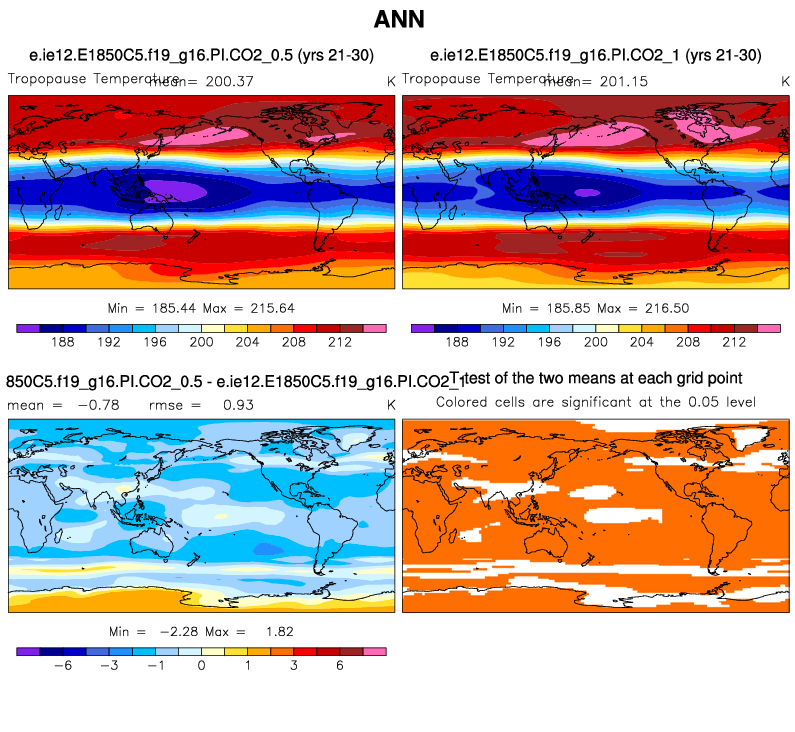 ANN
e.ie12.E1850C5.f19_g16.PI.CO2_0.5 (yrs 21-30)
Tropopause Temperature mean= 200.37 K
188 192 196 200 204 208 212
Min = 185.44 Max = 215.64
e.ie12.E1850C5.f19_g16.PI.CO2_1 (yrs 21-30)
Tropopause Temperature mean= 201.15 K
Min = 185.85 Max = 216.50
188 192 196 200 204 208 212
850C5.f19_g16.PI.CO2_0.5 - e.ie12.E1850C5.f19_g16.PI.CO2_1
mean = -0.78 rmse = 0.93 K
Min = -2.28 Max = 1.82
-6 -3 -1 0 1 3 6
T-test of the two means at each grid point
Colored cells are significant at the 0.05 level